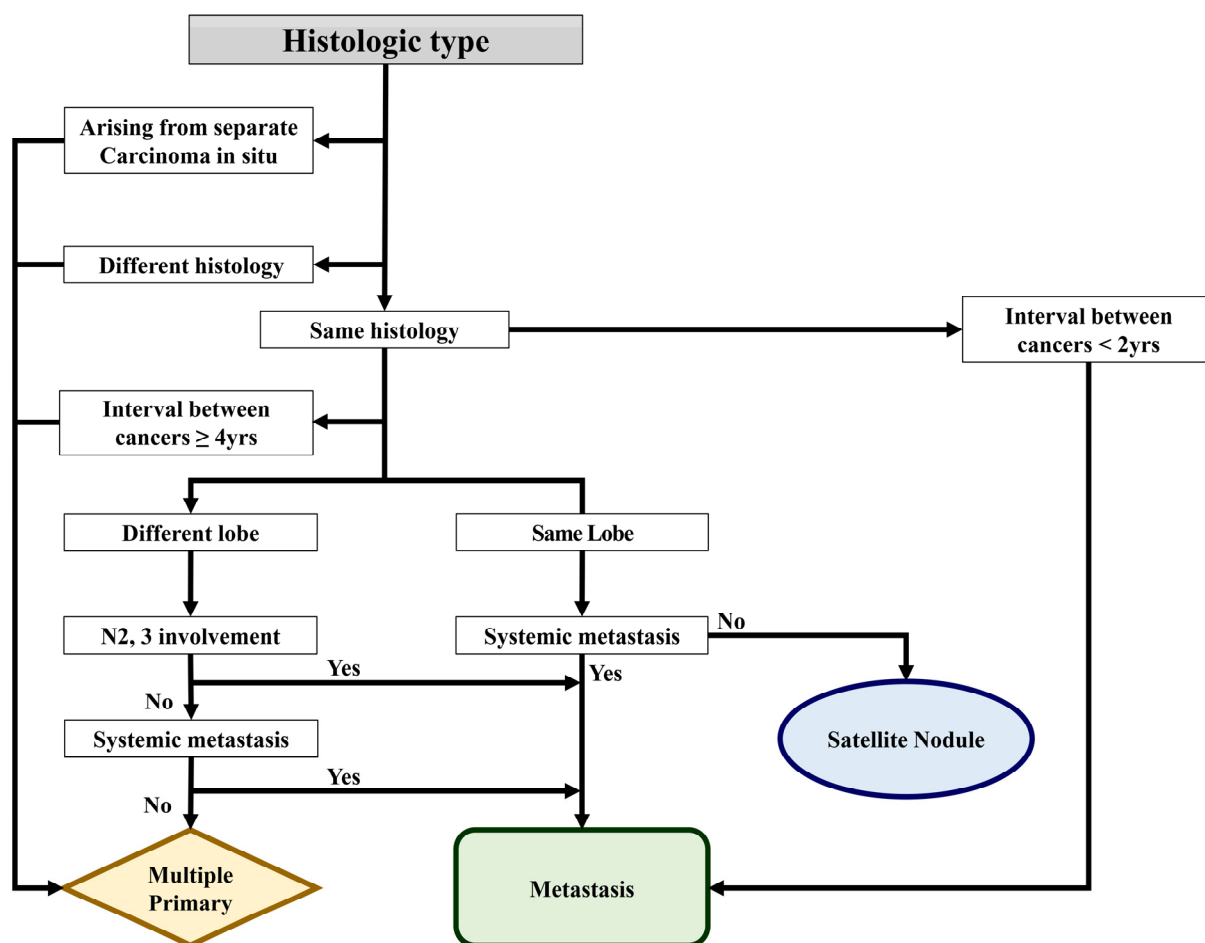 Histologic type
Arising from separate
Carcinoma in situ
Different histology
Same histology
Interval between
cancers < 2yrs
Interval between
cancers ≥ 4yrs
Different lobe
Same Lobe
N2, 3 involvement
Systemic metastasis
No
Yes
Yes
No
Systemic metastasis
Satellite Nodule
Yes
No
Multiple
Primary
Metastasis